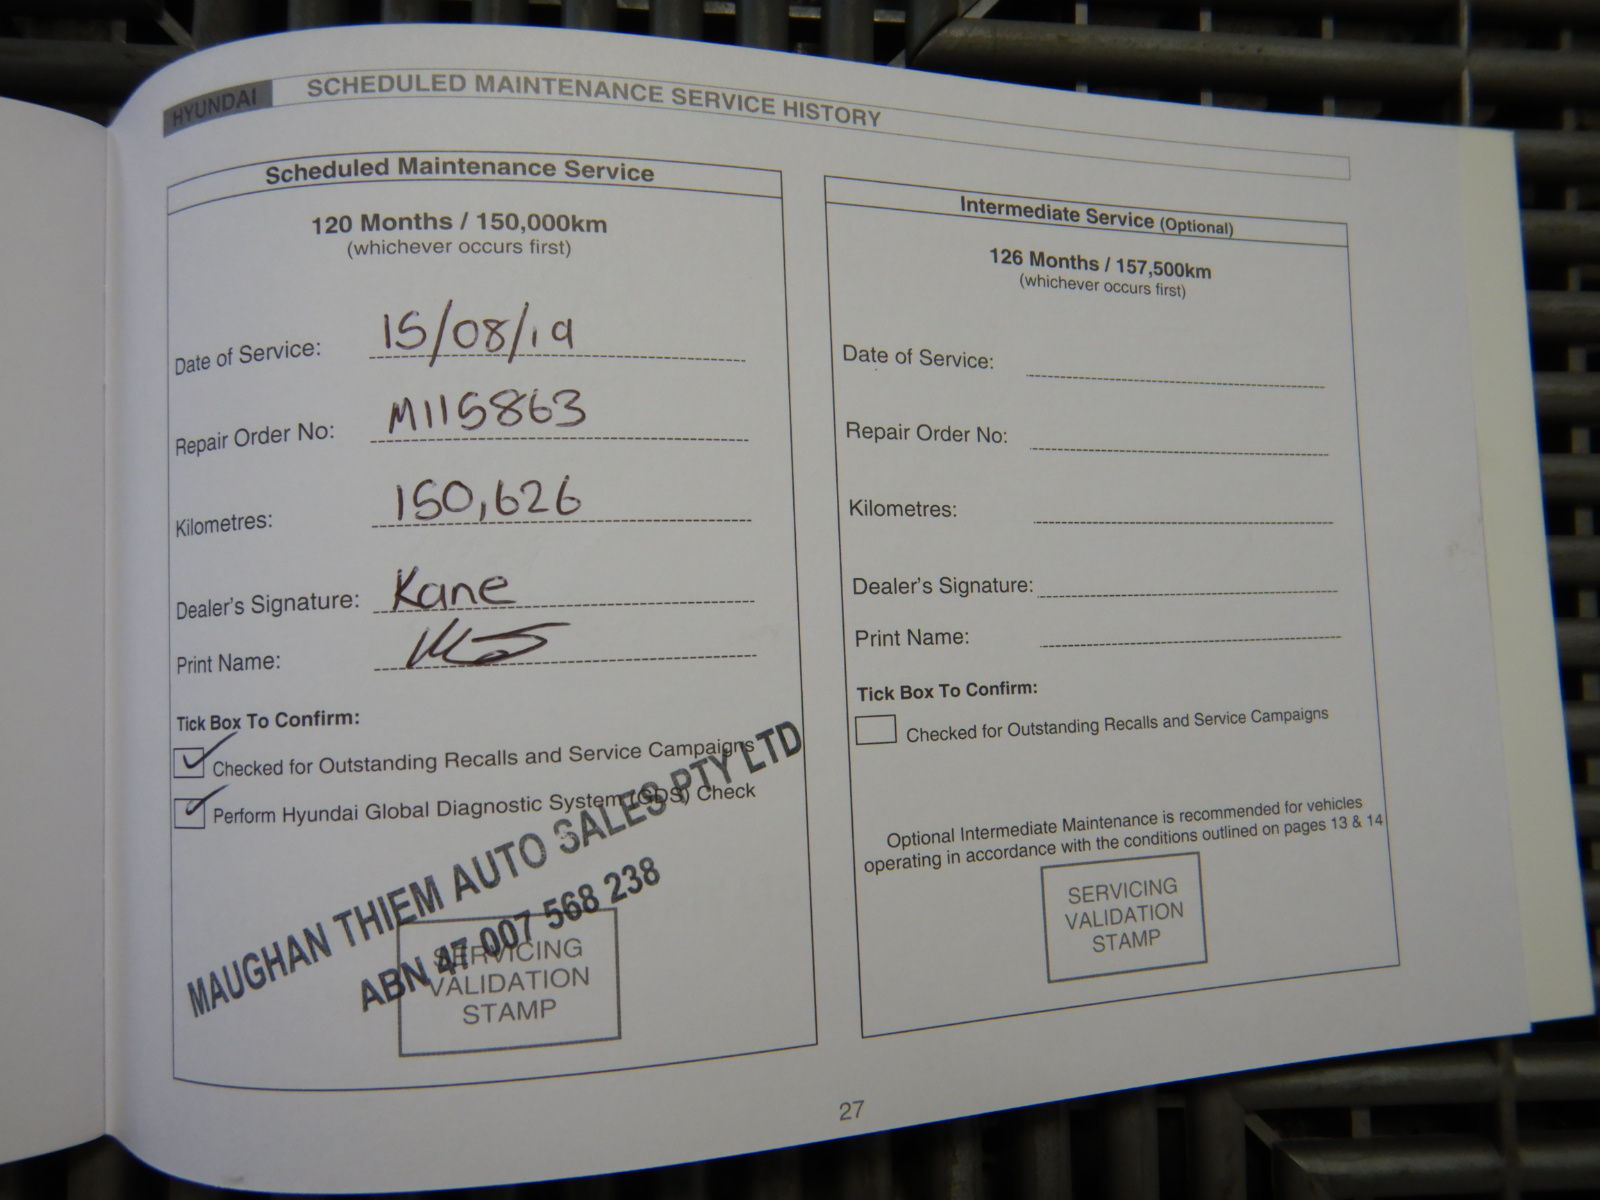 HYUNDAI SCHEDULED MAINTENANCE SERVICE HISTORY
Scheduled Maintenance Service
120 Months / 150,000km
(whichever occurs first)
Date of Service: 15/08/19
Repair Order No: M115863
Kilometres: 150,626
Dealer's Signature: Kane
Print Name:
Tick Box To Confirm:
Checked for Outstanding Recalls and Service Campaigns
Perform Hyundai Global Diagnostic System (GDS) Check
MAUGHAN THIEM AUTO SALES PTY LTD
ABN 47 007 568 238
SERVICING
VALIDATION
STAMP
Intermediate Service (Optional)
126 Months / 157,500km
(whichever occurs first)
Date of Service:
Repair Order No:
Kilometres:
Dealer's Signature:
Print Name:
Tick Box To Confirm:
Checked for Outstanding Recalls and Service Campaigns
Optional Intermediate Maintenance is recommended for vehicles
operating in accordance with the conditions outlined on pages 13 & 14
SERVICING
VALIDATION
STAMP
27